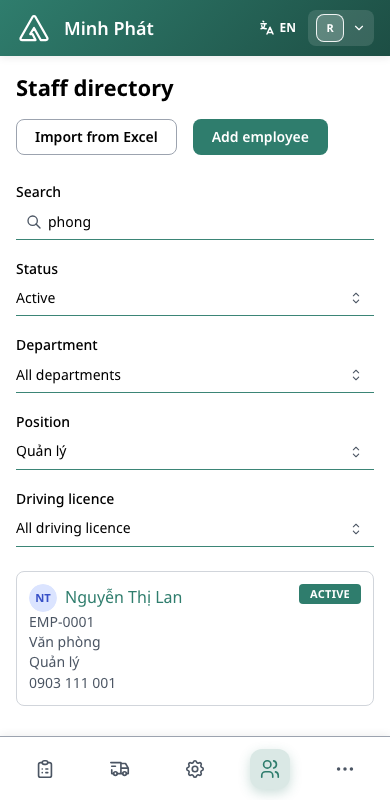 Minh Phát
EN
R
Staff directory
Import from Excel
Add employee
Search
phong
Status
Active
Department
All departments
Position
Quản lý
Driving licence
All driving licence
NT
Nguyễn Thị Lan
ACTIVE
EMP-0001
Văn phòng
Quản lý
0903 111 001